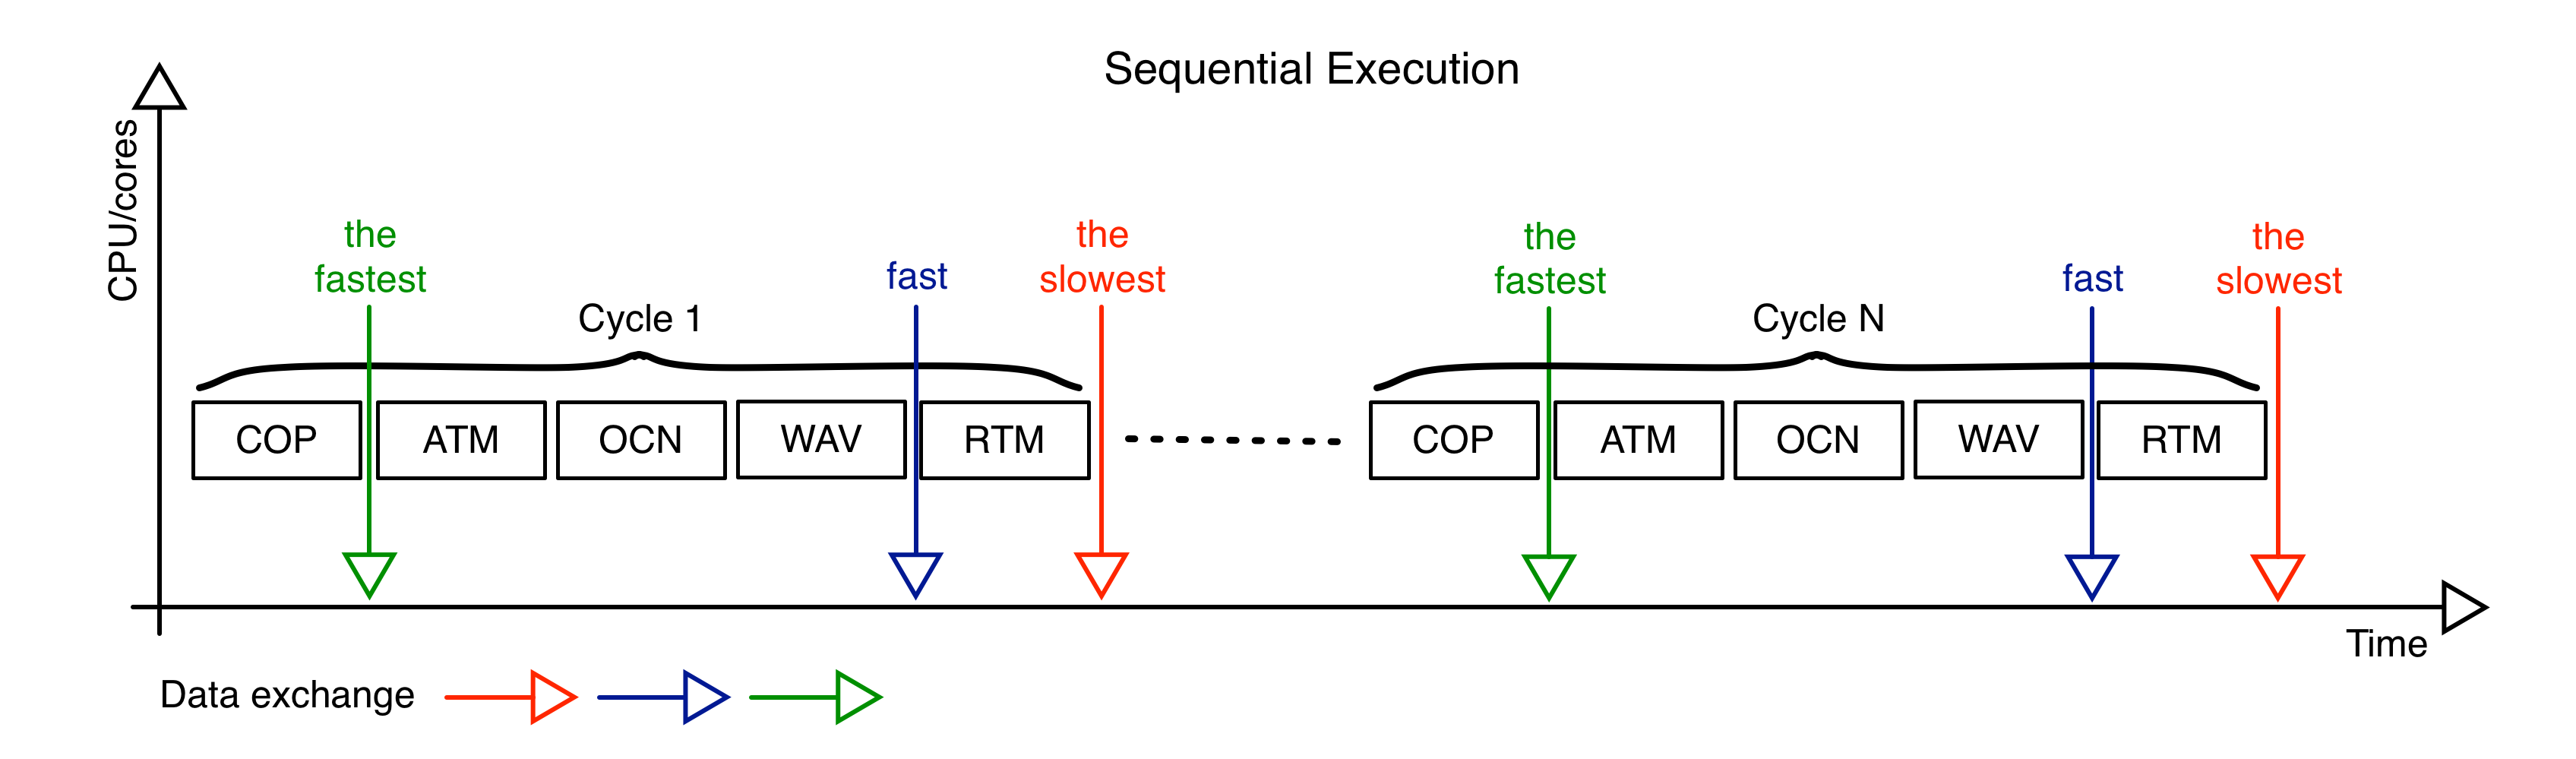 Sequential Execution
CPU/cores
the
fastest
fast
the
slowest
Cycle 1
COP
ATM
OCN
WAV
RTM
the
fastest
fast
the
slowest
Cycle N
COP
ATM
OCN
WAV
RTM
Time
Data exchange